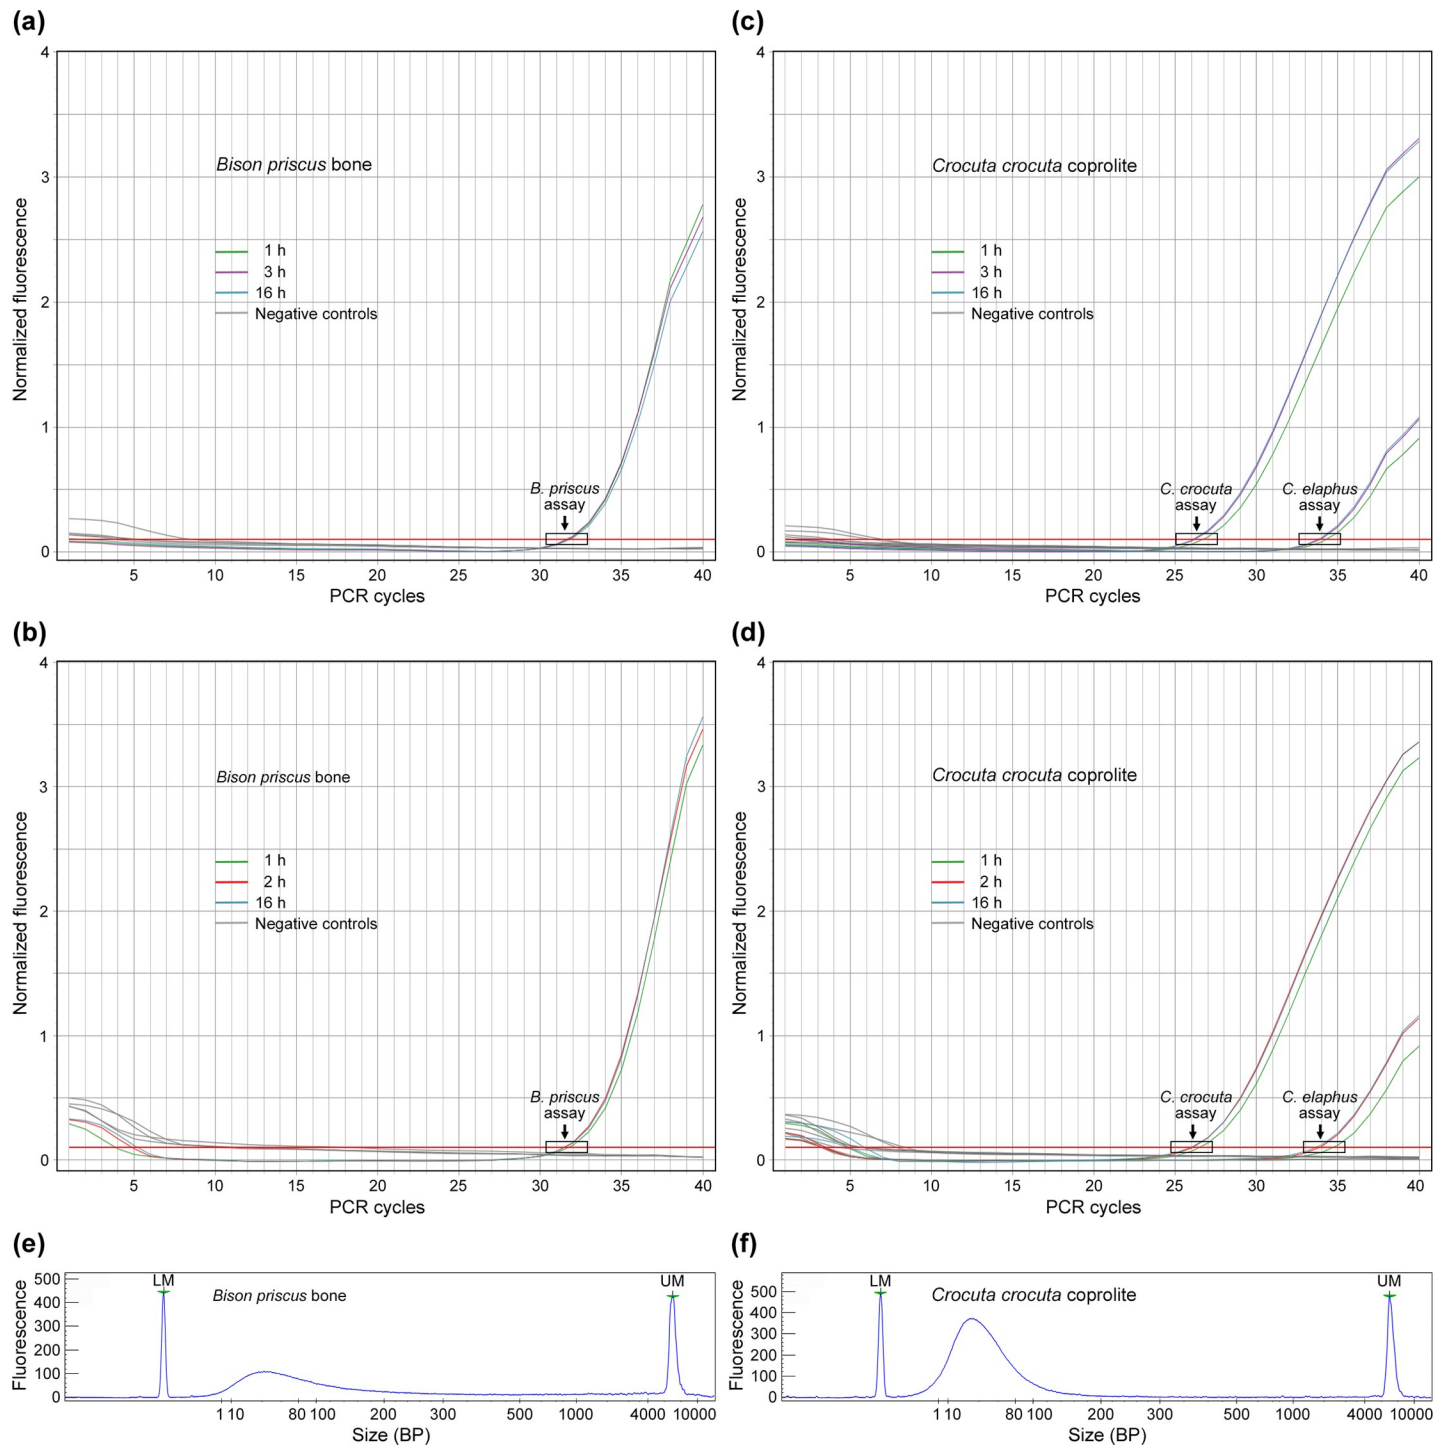 (a)
4
3
2
1
0
Normalized fluorescence
Bison priscus bone
1 h
3 h
16 h
Negative controls
B. priscus
assay
5 10 15 20 25 30 35 40
PCR cycles
(c)
4
3
2
1
0
Normalized fluorescence
Crocuta crocuta coprolite
1 h
3 h
16 h
Negative controls
C. crocuta
assay
C. elaphus
assay
5 10 15 20 25 30 35 40
PCR cycles
(b)
4
3
2
1
0
Normalized fluorescence
Bison priscus bone
1 h
2 h
16 h
Negative controls
B. priscus
assay
5 10 15 20 25 30 35 40
PCR cycles
(d)
4
3
2
1
0
Normalized fluorescence
Crocuta crocuta coprolite
1 h
2 h
16 h
Negative controls
C. crocuta
assay
C. elaphus
assay
5 10 15 20 25 30 35 40
PCR cycles
(e)
500
400
300
200
100
0
Fluorescence
LM
UM
Bison priscus bone
1 10 80 100 200 300 500 1000 4000 10000
Size (BP)
(f)
500
400
300
200
100
0
Fluorescence
LM
UM
Crocuta crocuta coprolite
1 10 80 100 200 300 500 1000 4000 10000
Size (BP)